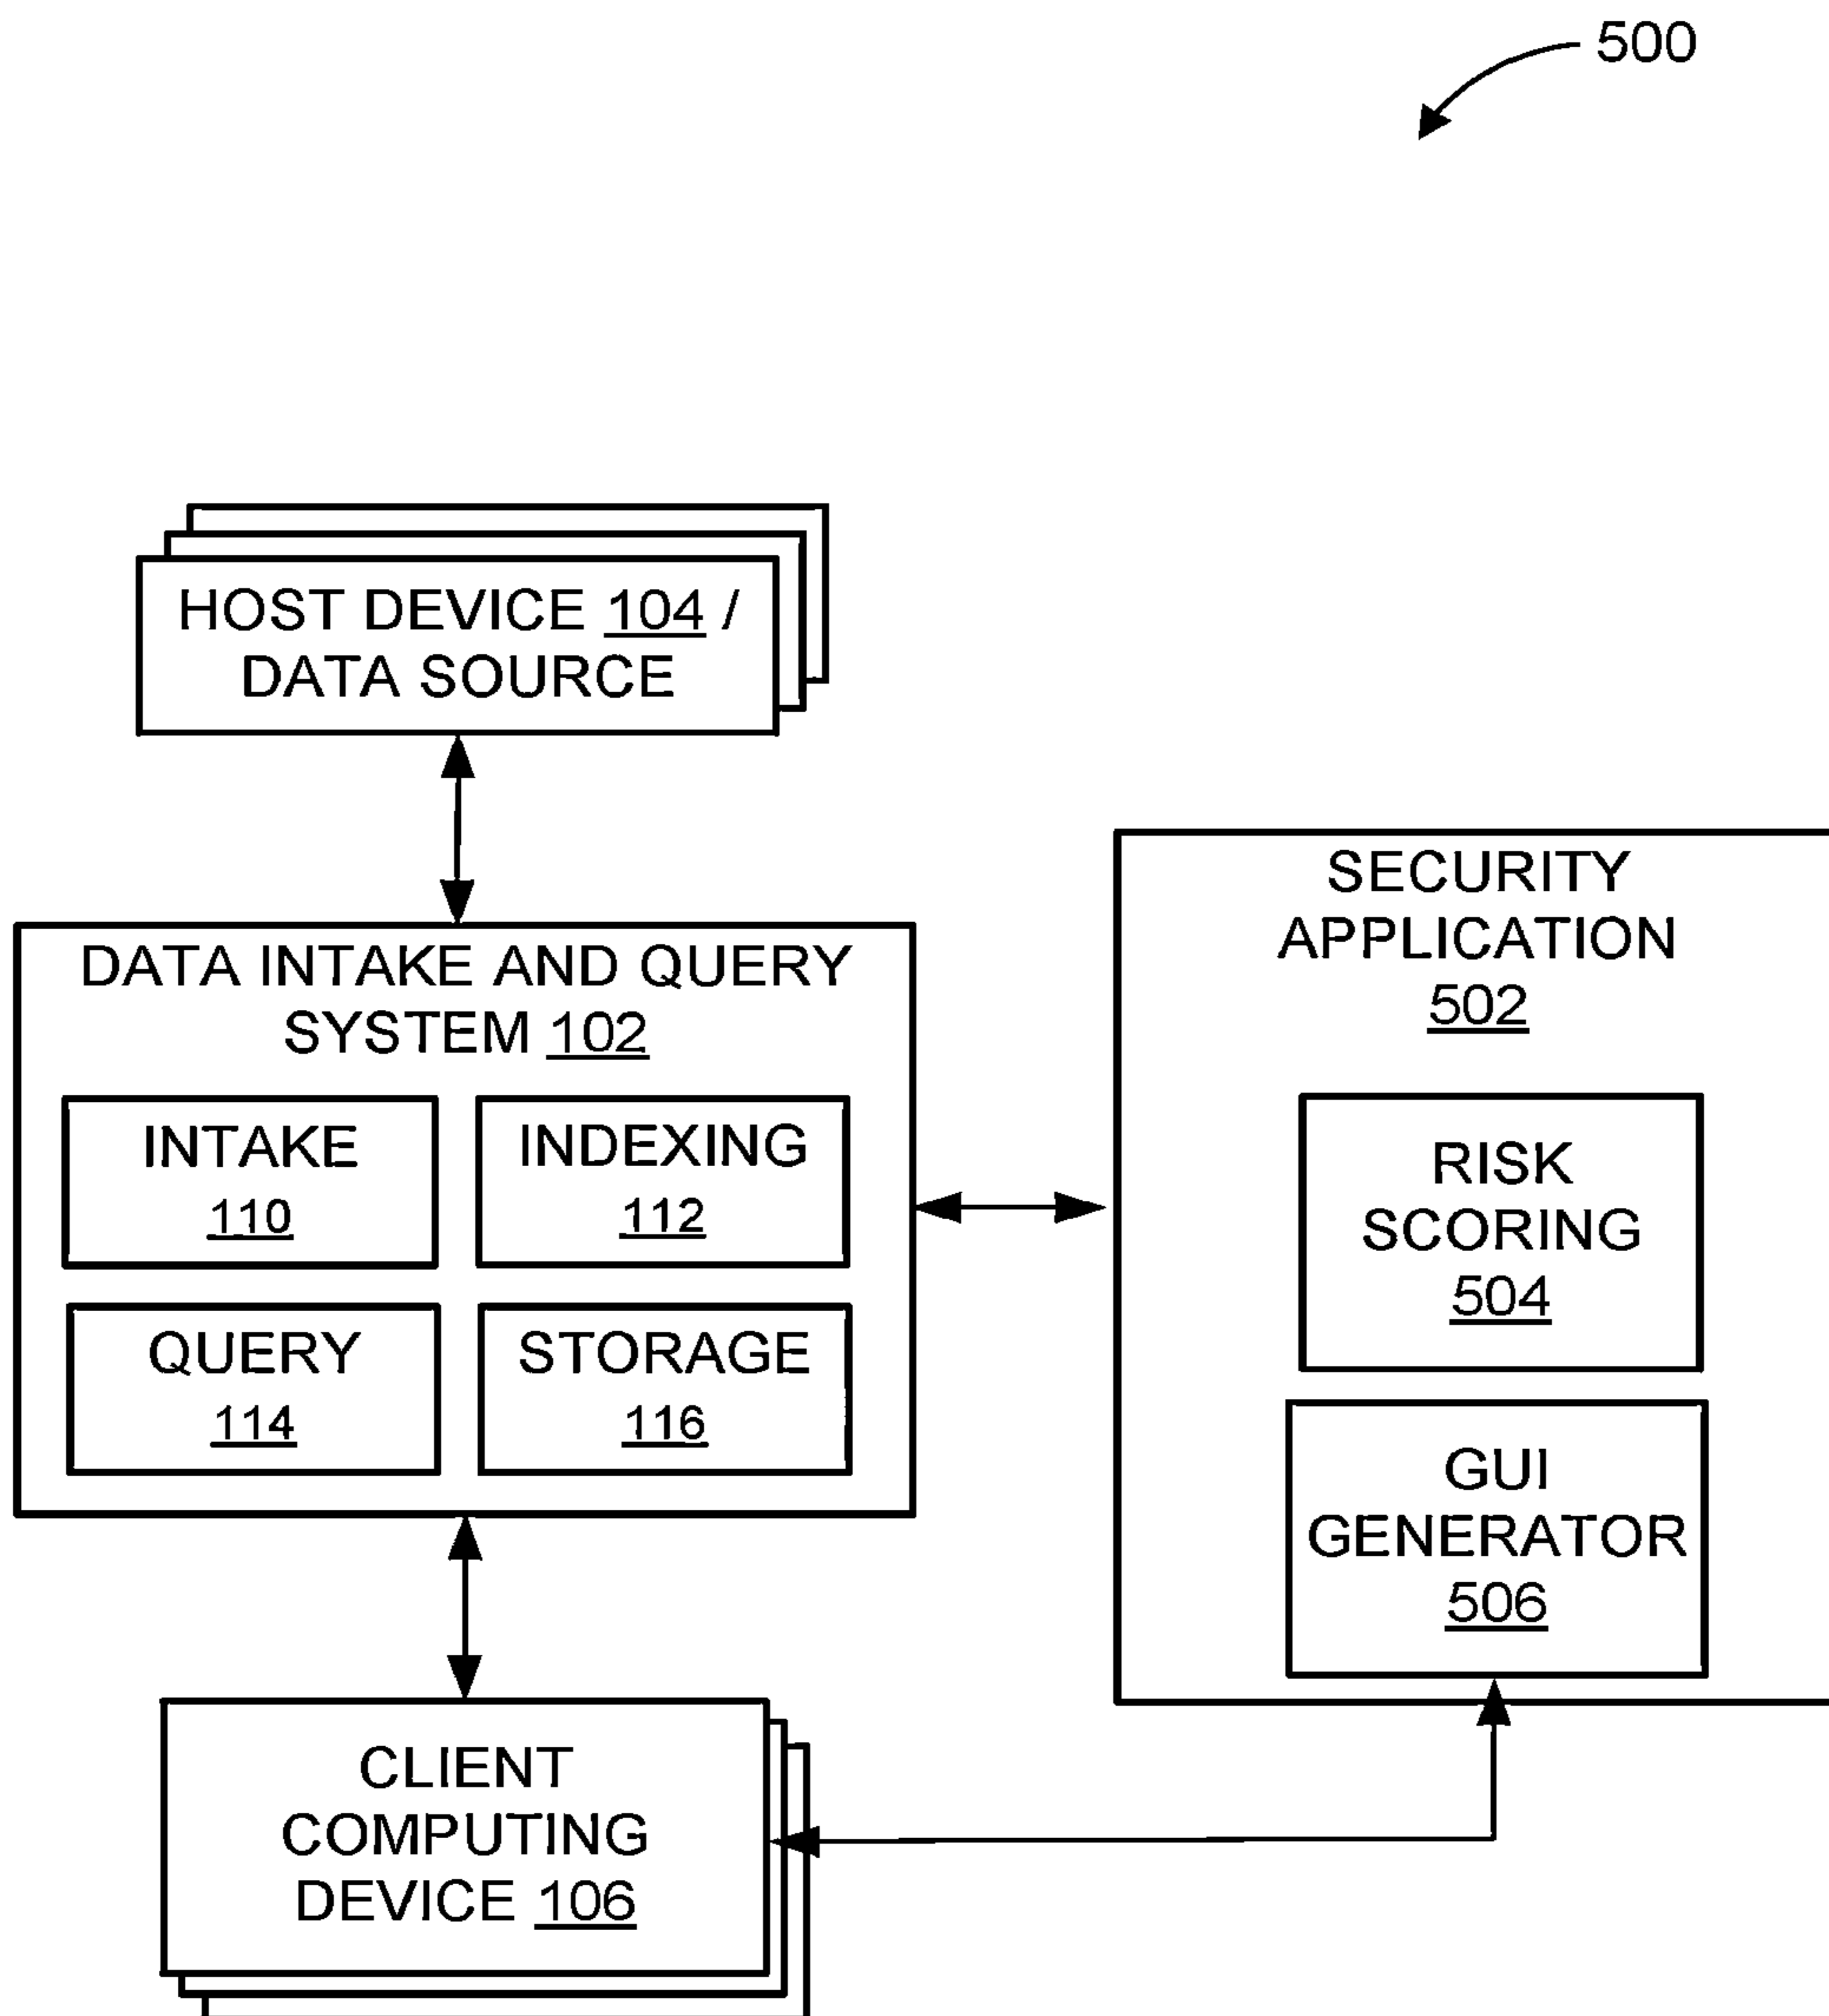 500
HOST DEVICE 104 /
DATA SOURCE
DATA INTAKE AND QUERY
SYSTEM 102
INTAKE
110
INDEXING
112
QUERY
114
STORAGE
116
SECURITY
APPLICATION
502
RISK
SCORING
504
GUI
GENERATOR
506
CLIENT
COMPUTING
DEVICE 106